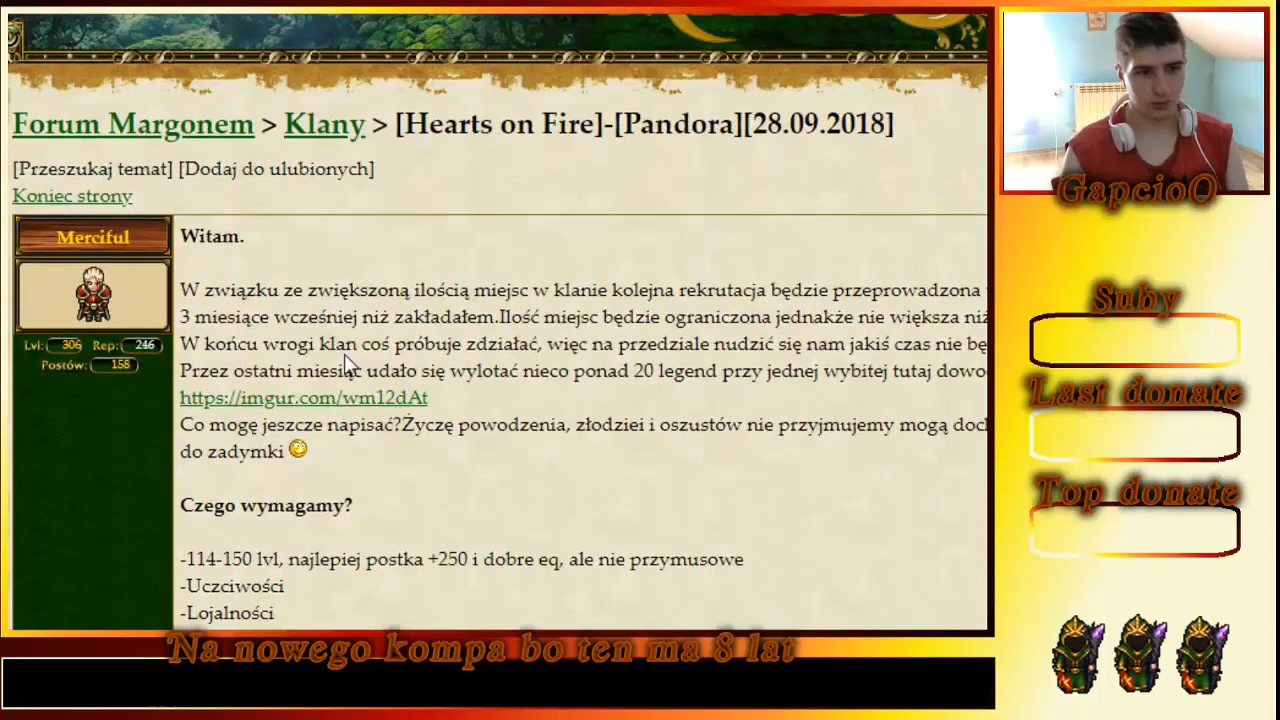 Forum Margonem > Klany > [Hearts on Fire]-[Pandora][28.09.2018]
[Przeszukaj temat] [Dodaj do ulubionych]
Koniec strony
Merciful
Lvl: 306 Rep: 246
Postów: 158
Witam.
W związku ze zwiększoną ilością miejsc w klanie kolejna rekrutacja będzie przeprowadzona
3 miesiące wcześniej niż zakładałem.Ilość miejsc będzie ograniczona jednakże nie większa niż
W końcu wrogi klan coś próbuje zdziałać, więc na przedziale nudzić się nam jakiś czas nie bę
Przez ostatni miesiąc udało się wylotać nieco ponad 20 legend przy jednej wybitej tutaj dowo
https://imgur.com/wm12dAt
Co mogę jeszcze napisać?Życzę powodzenia, złodziei i oszustów nie przyjmujemy mogą doc
do zadymki
Czego wymagamy?
-114-150 lvl, najlepiej postka +250 i dobre eq, ale nie przymusowe
-Uczciwości
-Lojalności
GapcioO
Suby
Last donate
Top donate
Na nowego kompa bo ten ma 8 lat